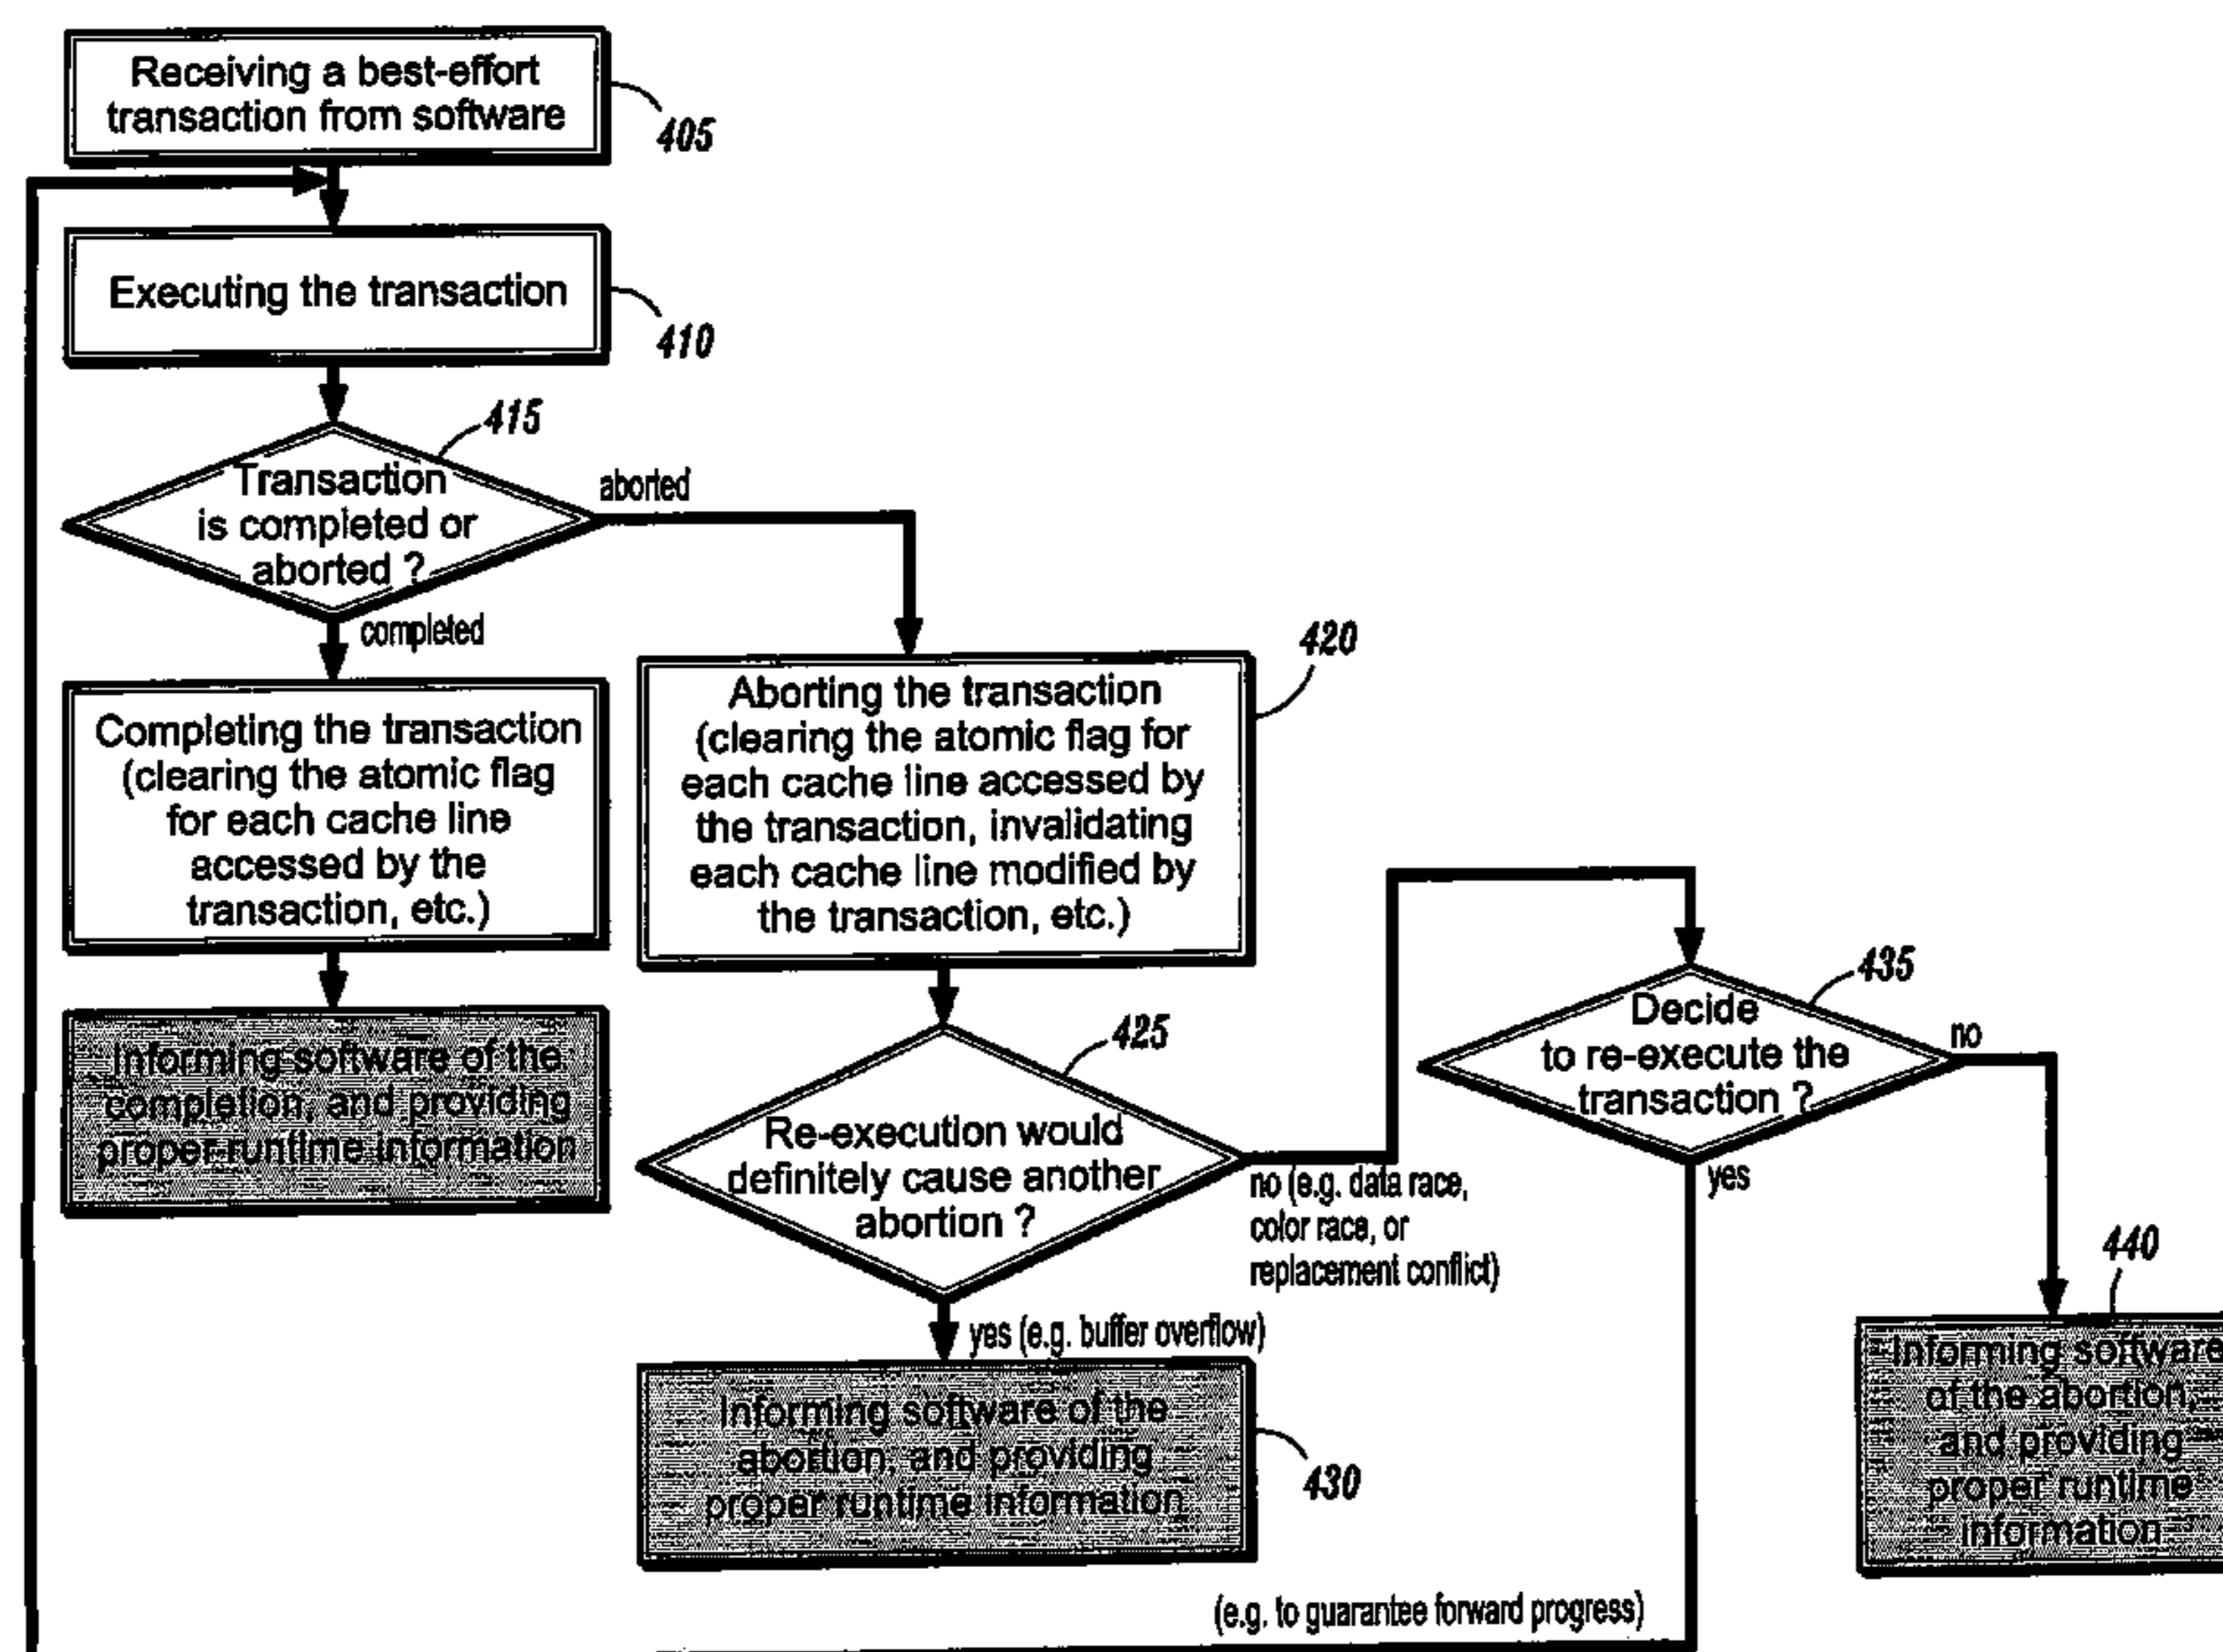 Receiving a best-effort
transaction from software
405
Executing the transaction
410
415
Transaction
is completed or
aborted ?
aborted
completed
420
Completing the transaction
(clearing the atomic flag
for each cache line
accessed by the
transaction, etc.)
Aborting the transaction
(clearing the atomic flag for
each cache line accessed by
the transaction, invalidating
each cache line modified by
the transaction, etc.)
Informing software of the
completion, and providing
proper runtime information
425
Re-execution would
definitely cause another
abortion ?
no (e.g. data race,
color race, or
replacement conflict)
yes (e.g. buffer overflow)
435
Decide
to re-execute the
transaction ?
no
yes
Informing software of the
abortion, and providing
proper runtime information
430
440
Informing software
of the abortion,
and providing
proper runtime
information
(e.g. to guarantee forward progress)